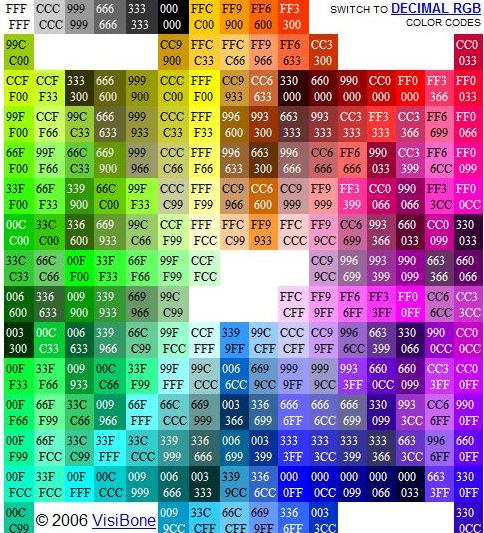 FFF CCC 999 666 333 000 FFC FF9 FF6 FF3 SWITCH TO DECIMAL RGB
FFF CCC 999 666 333 000 C00 900 600 300 COLOR CODES
99C CC9 FFC FFC FF9 FF6 CC3 CC0
C00 900 C33 C66 966 633 300 033
CCF CCF 333 666 999 CCC FFF CC9 CC6 330 660 990 CC0 FF0 FF3 FF0
F00 F33 300 600 900 C00 F00 933 633 000 000 000 000 000 366 033
99F CCF 99C 666 999 CCC FFF 996 993 663 993 CC3 FF3 CC3 FF6 FF0
F00 F66 C33 633 933 C33 F33 600 300 333 333 333 333 366 699 066
66F 99F 66C 669 999 CCC FFF 996 663 996 CC6 FF6 990 CC3 FF6 FF0
F00 F66 C33 900 966 C66 F66 633 300 666 666 666 033 399 6CC 099
33F 66F 339 66C 99F CCC FFF CC9 CC6 CC9 FF9 FF3 CC0 990 FF3 FF0
F00 F33 900 C00 F33 C99 F99 966 600 999 999 399 066 066 3CC 0CC
00C 33C 336 669 99C CCF FFF FFC FF9 FFC FF9 CC6 993 660 CC0 330
C00 C00 600 933 C66 F99 FCC C99 933 CCC 9CC 699 366 033 099 033
33C 66C 00F 33F 66F 99F CCF CC9 996 993 990 663 660
C33 C66 F00 F33 F66 F99 FCC 9CC 699 399 099 366 066
006 336 009 339 669 99C FFC FF9 FF6 FF3 FF0 CC6 CC3
600 633 900 933 966 C99 CFF 9FF 6FF 3FF 0FF 6CC 3CC
003 00C 006 339 66C 99F CCF 339 99C CCC CC9 996 663 330 990 CC0
300 C33 633 966 C99 FCC FFF 9FF CFF CFF 9FF 6CC 399 066 0CC 0CC
00F 33F 009 00C 33F 99F 99C 006 669 999 999 993 660 660 CC3 CC0
F33 F66 933 C66 F99 FFF CCC 6CC 9CC 9FF 9CC 3FF 0CC 099 3FF 0FF
00F 66F 33C 009 66F 66C 669 003 336 666 666 666 330 993 CC6 990
F66 F99 C66 966 FFF CCC 999 366 699 6FF 6CC 699 099 3CC 6FF 0FF
00F 66F 33C 33F 33C 339 336 006 003 333 333 333 333 663 996 660
F99 FCC C99 FFF CCC 999 666 699 399 3FF 3CC 399 366 3CC 6FF 0FF
00F 33F 00F 00C 009 006 003 339 336 000 000 000 000 000 663 330
FCC FCC FFF CCC 999 666 333 9CC 6CC 0FF 0CC 099 066 033 3FF 0FF
00C © 2006 VisiBone 009 33C 66C 669 336 003 330
C99 9CC CFF CFF 9FF 6FF 3CC 0CC